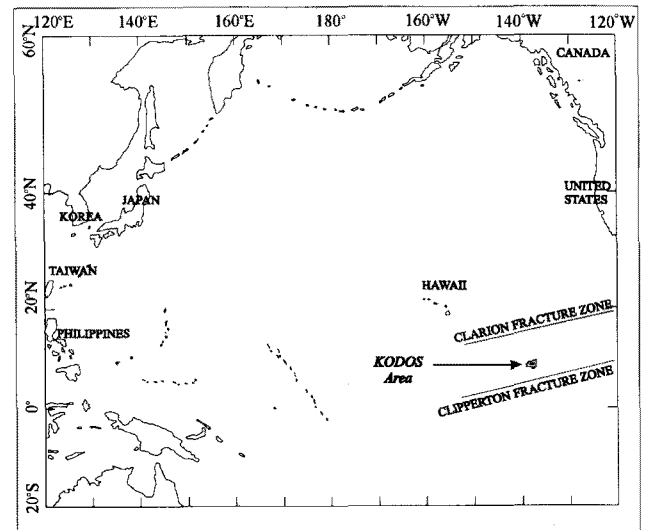 120°E 140°E 160°E 180° 160°W 140°W 120°W
60°N
CANADA
40°N
JAPAN
UNITED
STATES
KOREA
TAIWAN
20°N
HAWAII
PHILIPPINES
CLARION FRACTURE ZONE
KODOS
Area
0°
CLIPPERTON FRACTURE ZONE
20°S